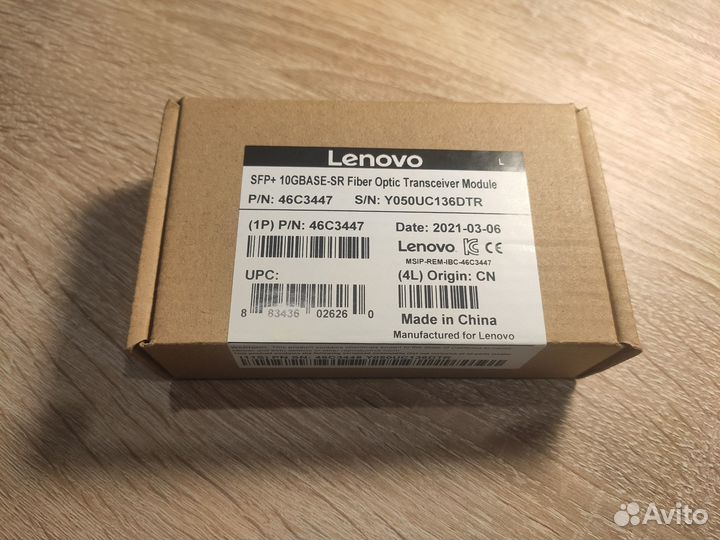 Lenovo
L
SFP+ 10GBASE-SR Fiber Optic Transceiver Module
P/N: 46C3447 S/N: Y050UC136DTR
(1P) P/N: 46C3447 Date: 2021-03-06
Lenovo CE
MSIP-REM-IBC-46C3447
UPC: (4L) Origin: CN
8 83436 02626 0
Made in China
Manufactured for Lenovo
Avito